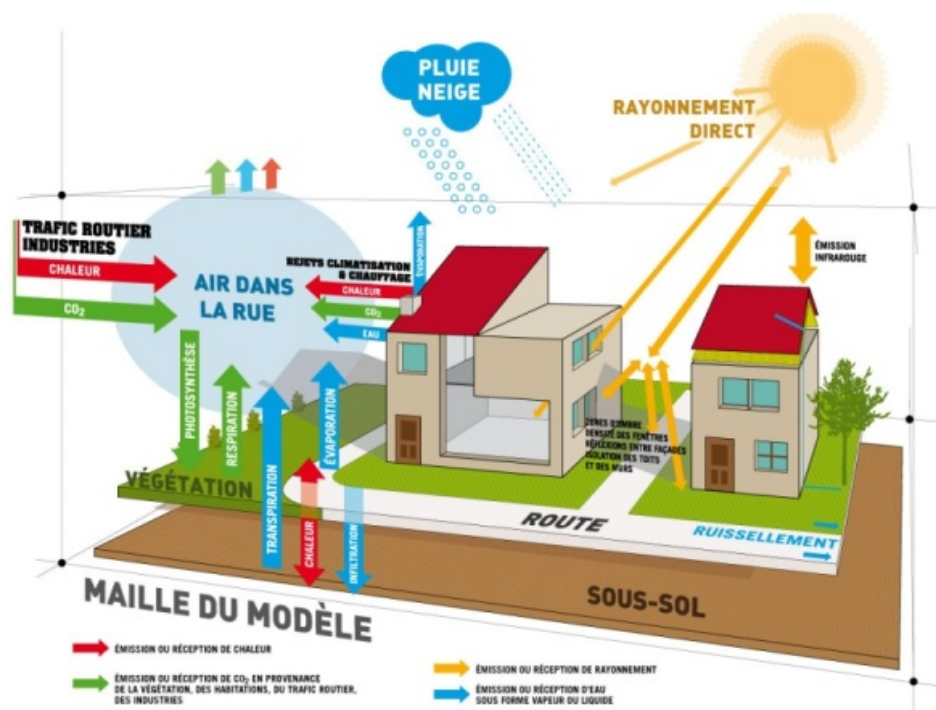 PLUIE
NEIGE
RAYONNEMENT
DIRECT
TRAFIC ROUTIER
INDUSTRIES
CHALEUR
CO₂
AIR DANS
LA RUE
REJETS CLIMATISATION
& CHAUFFAGE
CHALEUR
CO₂
EAU
ÉVAPORATION
ÉMISSION
INFRAROUGE
PHOTOSYNTHÈSE
RESPIRATION
TRANSPIRATION
ÉVAPORATION
CHALEUR
INFILTRATION
ZONES D'OMBRE
DENSITÉ DES FENÊTRES
RÉFLEXIONS ENTRE FAÇADES
ISOLATION DES TOITS
ET DES MURS
VÉGÉTATION
ROUTE
RUISSELLEMENT
SOUS-SOL
MAILLE DU MODÈLE
ÉMISSION OU RÉCEPTION DE CHALEUR
ÉMISSION OU RÉCEPTION DE CO₂ EN PROVENANCE
DE LA VÉGÉTATION, DES HABITATIONS, DU TRAFIC ROUTIER,
DES INDUSTRIES
ÉMISSION OU RÉCEPTION DE RAYONNEMENT
ÉMISSION OU RÉCEPTION D'EAU
SOUS FORME VAPEUR OU LIQUIDE